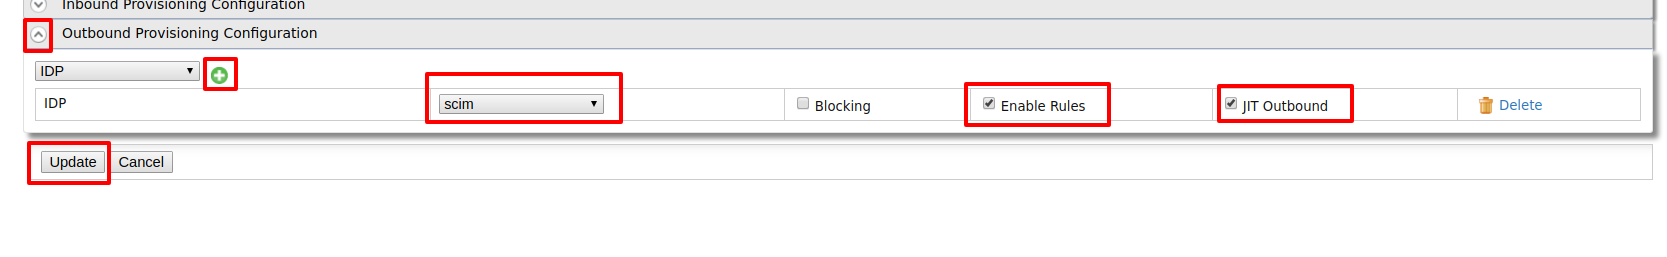 Inbound Provisioning Configuration
Outbound Provisioning Configuration
IDP
IDP scim Blocking Enable Rules JIT Outbound Delete
Update Cancel